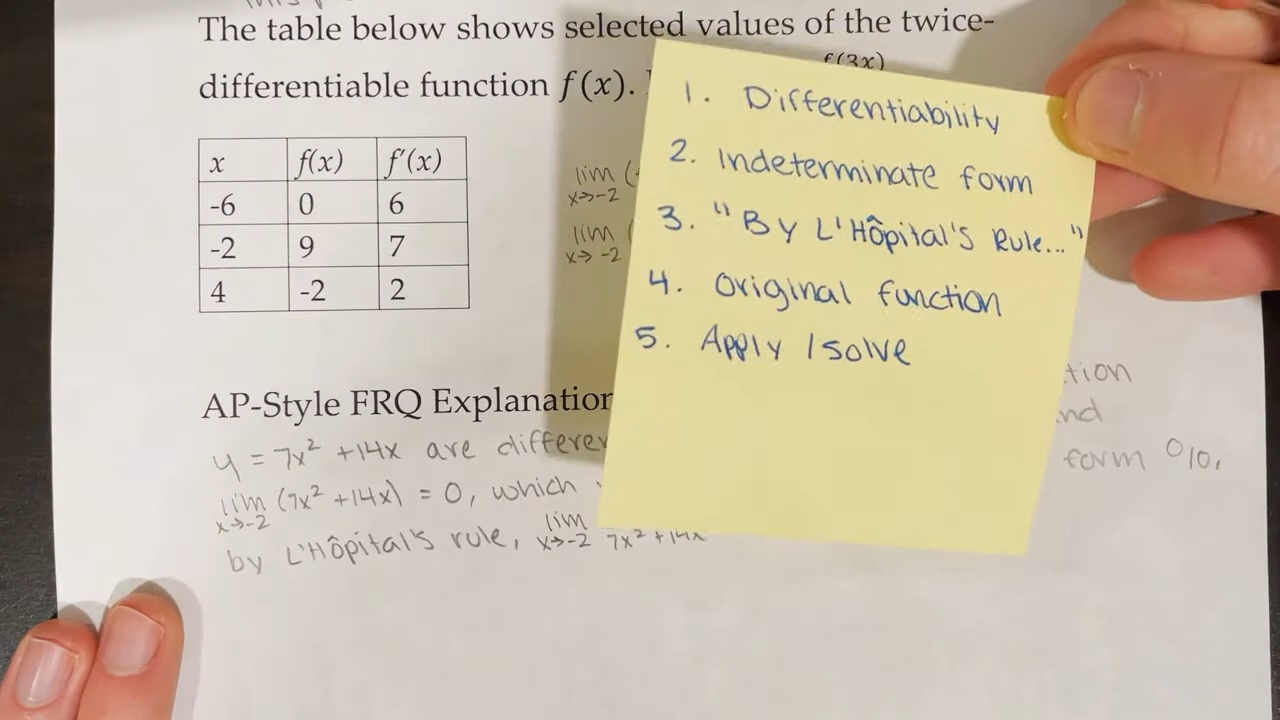 The table below shows selected values of the twice-
differentiable function f(x).
f(3x)
x f(x) f'(x)
-6 0 6
-2 9 7
4 -2 2
lim
x→-2
lim
x→-2
1. Differentiability
2. Indeterminate form
3. "By L'Hôpital's Rule..."
4. Original function
5. Apply / solve
AP-Style FRQ Explanation
y = 7x² + 14x are differen
form 0/0,
lim (7x² + 14x) = 0, which
x→-2
by L'Hôpital's rule, lim
x→-2 7x² + 14x